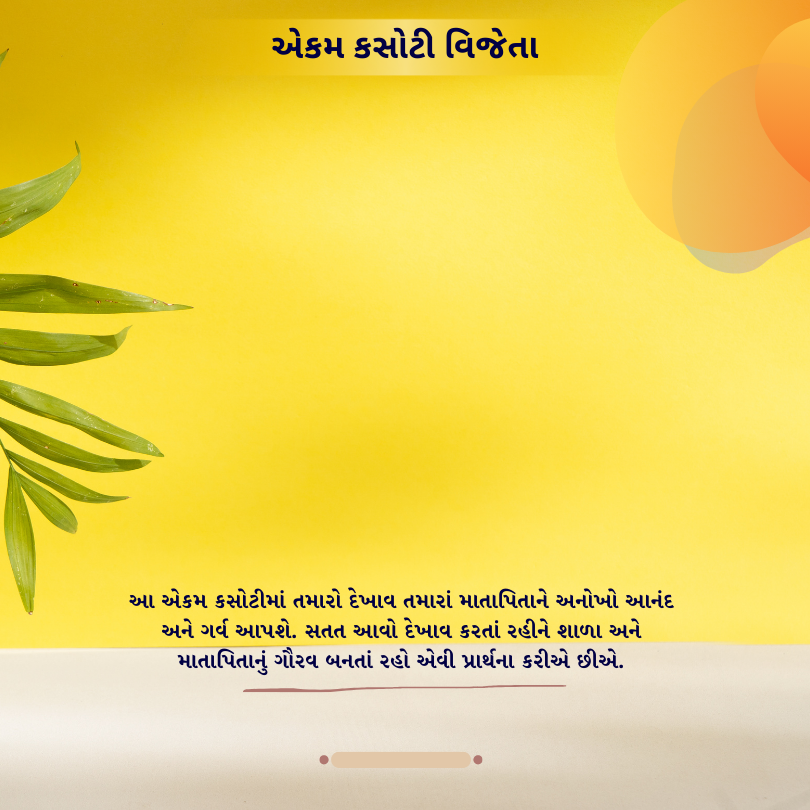 એકમ કસોટી વિજેતા
આ એકમ કસોટીમાં તમારો દેખાવ તમારાં માતાપિતાને અનોખો આનંદ
અને ગર્વ આપશે. સતત આવો દેખાવ કરતાં રહીને શાળા અને
માતાપિતાનું ગૌરવ બનતાં રહો એવી પ્રાર્થના કરીએ છીએ.